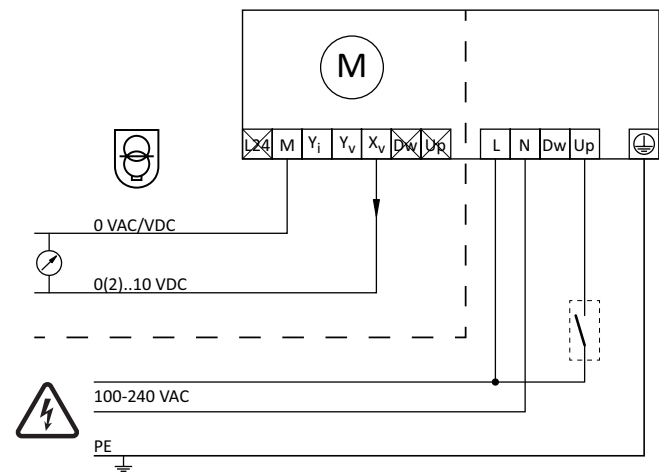 M
L24 M Yi Yv Xv Dw Up L N Dw Up
0 VAC/VDC
0(2)..10 VDC
100-240 VAC
PE